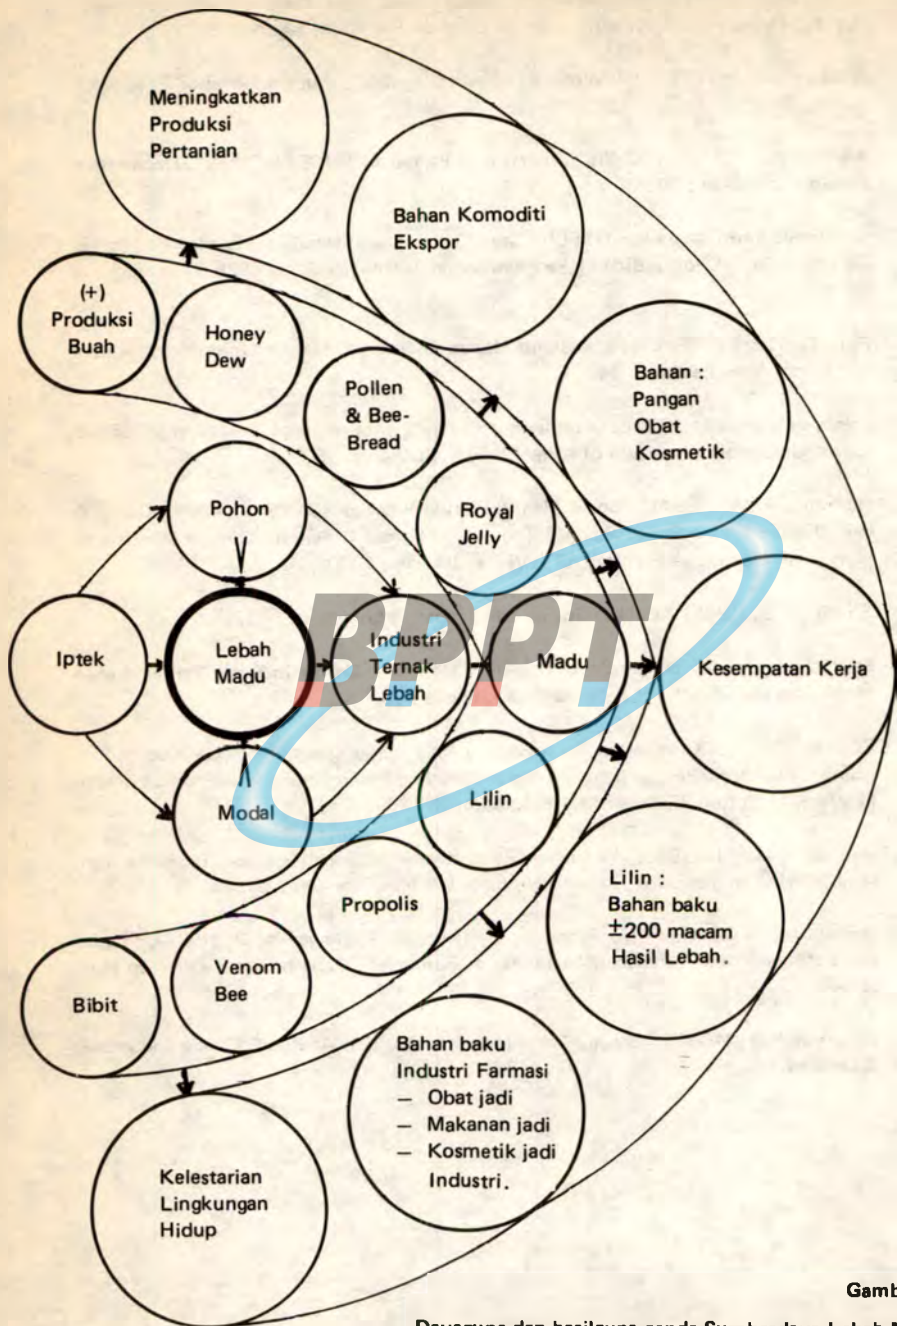 Meningkatkan
Produksi
Pertanian
Bahan Komoditi
Ekspor
(+)
Produksi
Buah
Honey
Dew
Pollen
& Bee-
Bread
Bahan :
Pangan
Obat
Kosmetik
Pohon
Royal
Jelly
Iptek
Lebah
Madu
Industri
Ternak
Lebah
Madu
Kesempatan Kerja
BPPT
Modal
Lilin
Propolis
Lilin :
Bahan baku
±200 macam
Hasil Lebah.
Venom
Bee
Bibit
Bahan baku
Industri Farmasi
— Obat jadi
— Makanan jadi
— Kosmetik jadi
Industri.
Kelestarian
Lingkungan
Hidup